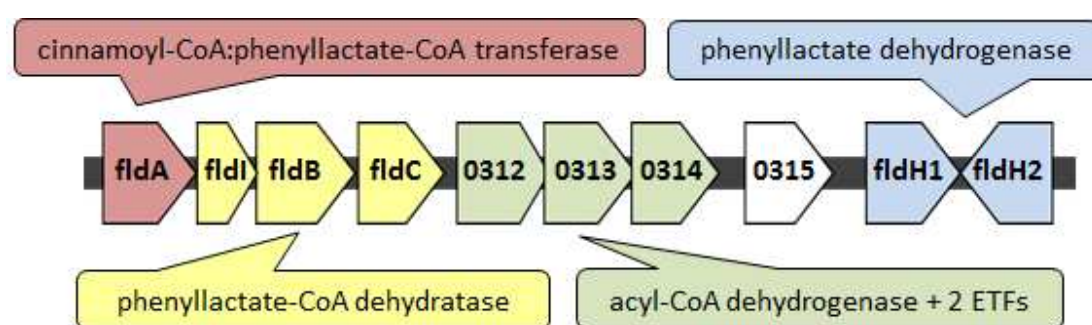 cinnamoyl-CoA:phenyllactate-CoA transferase
phenyllactate dehydrogenase
fldA fldI fldB fldC 0312 0313 0314 0315 fldH1 fldH2
phenyllactate-CoA dehydratase
acyl-CoA dehydrogenase + 2 ETFs